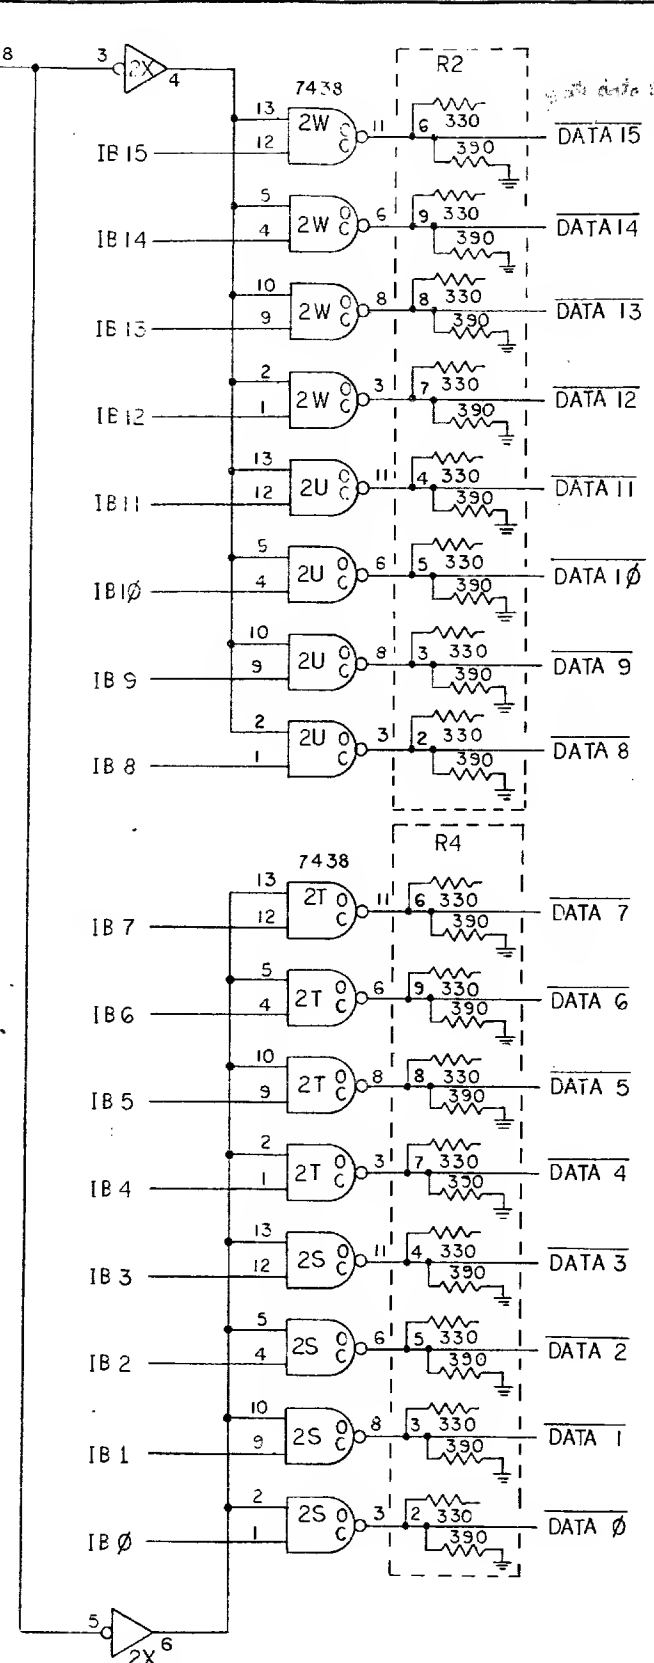 8
3 2X 4
R2
7438
13 2W O C 11 6 330 DATA 15
IB 15 12 390
5 2W O C 6 9 330 DATA 14
IB 14 4 390
10 2W O C 8 8 330 DATA 13
IB 13 9 390
2 2W O C 3 7 330 DATA 12
IB 12 1 390
13 2U O C 11 4 330 DATA 11
IB 11 12 390
5 2U O C 6 5 330 DATA 1Ø
IB 1Ø 4 390
10 2U O C 8 3 330 DATA 9
IB 9 9 390
2 2U O C 3 2 330 DATA 8
IB 8 1 390
R4
7438
13 2T O C 11 6 330 DATA 7
IB 7 12 390
5 2T O C 6 9 330 DATA 6
IB 6 4 390
10 2T O C 8 8 330 DATA 5
IB 5 9 390
2 2T O C 3 7 330 DATA 4
IB 4 1 390
13 2S O C 11 4 330 DATA 3
IB 3 12 390
5 2S O C 6 5 330 DATA 2
IB 2 4 390
10 2S O C 8 3 330 DATA 1
IB 1 9 390
2 2S O C 3 2 330 DATA Ø
IB Ø 1 390
5 2X 6